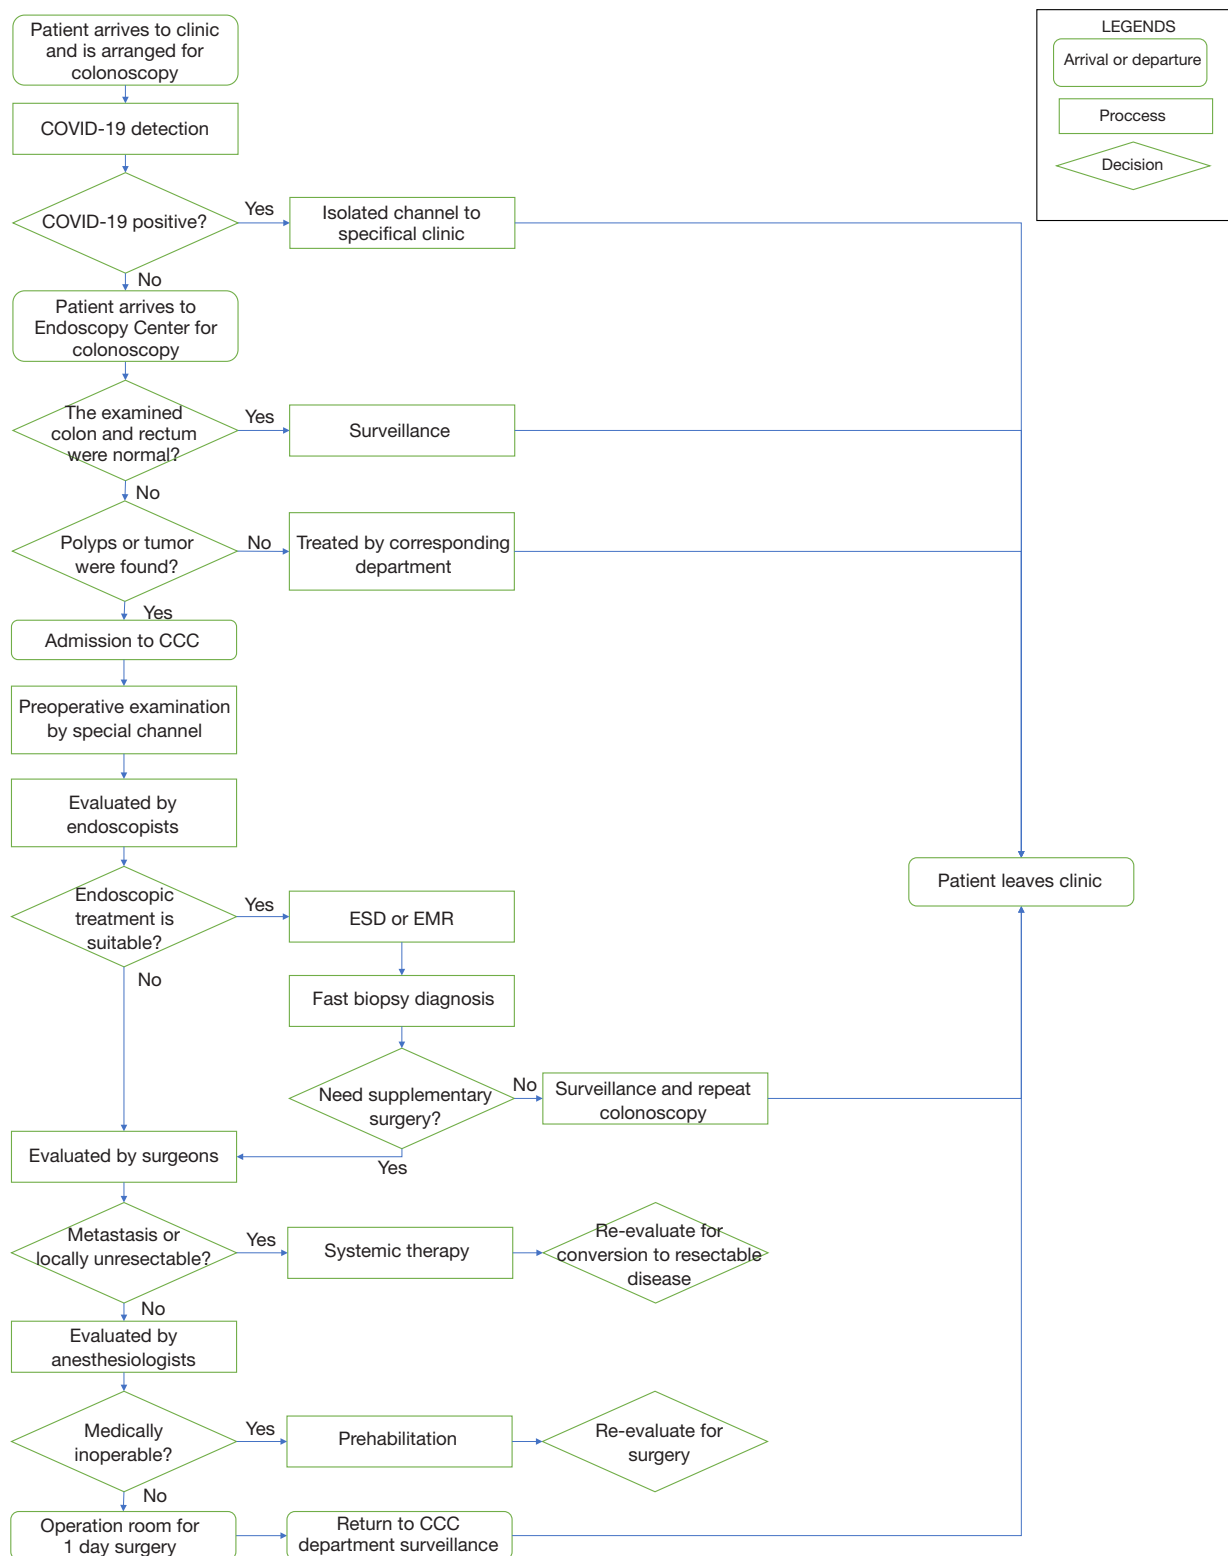 Patient arrives to clinic
and is arranged for
colonoscopy
LEGENDS
Arrival or departure
Proccess
Decision
COVID-19 detection
COVID-19 positive?
Yes
Isolated channel to
specifical clinic
No
Patient arrives to
Endoscopy Center for
colonoscopy
The examined
colon and rectum
were normal?
Yes
Surveillance
No
Polyps or tumor
were found?
No
Treated by corresponding
department
Yes
Admission to CCC
Preoperative examination
by special channel
Evaluated by
endoscopists
Endoscopic
treatment is
suitable?
Yes
ESD or EMR
Patient leaves clinic
No
Fast biopsy diagnosis
Need supplementary
surgery?
No
Surveillance and repeat
colonoscopy
Yes
Evaluated by surgeons
Metastasis or
locally unresectable?
Yes
Systemic therapy
Re-evaluate for
conversion to resectable
disease
No
Evaluated by
anesthesiologists
Medically
inoperable?
Yes
Prehabilitation
Re-evaluate for
surgery
No
Operation room for
1 day surgery
Return to CCC
department surveillance